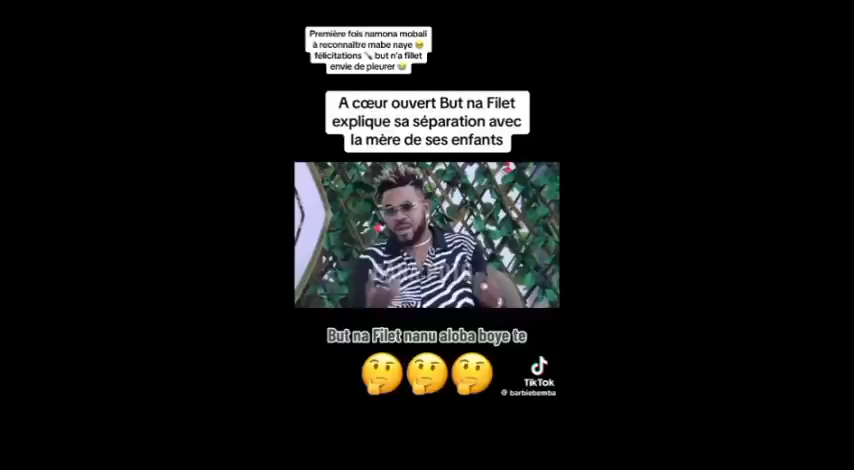 Première fois namona mobali
à reconnaître mabe naye 🥹
félicitations 🍾 but n'a fillet
envie de pleurer 😭
A cœur ouvert But na Filet
explique sa séparation avec
la mère de ses enfants
But na Filet nanu aloba boye te
🤔🤔🤔
TikTok
@ barbiebemba